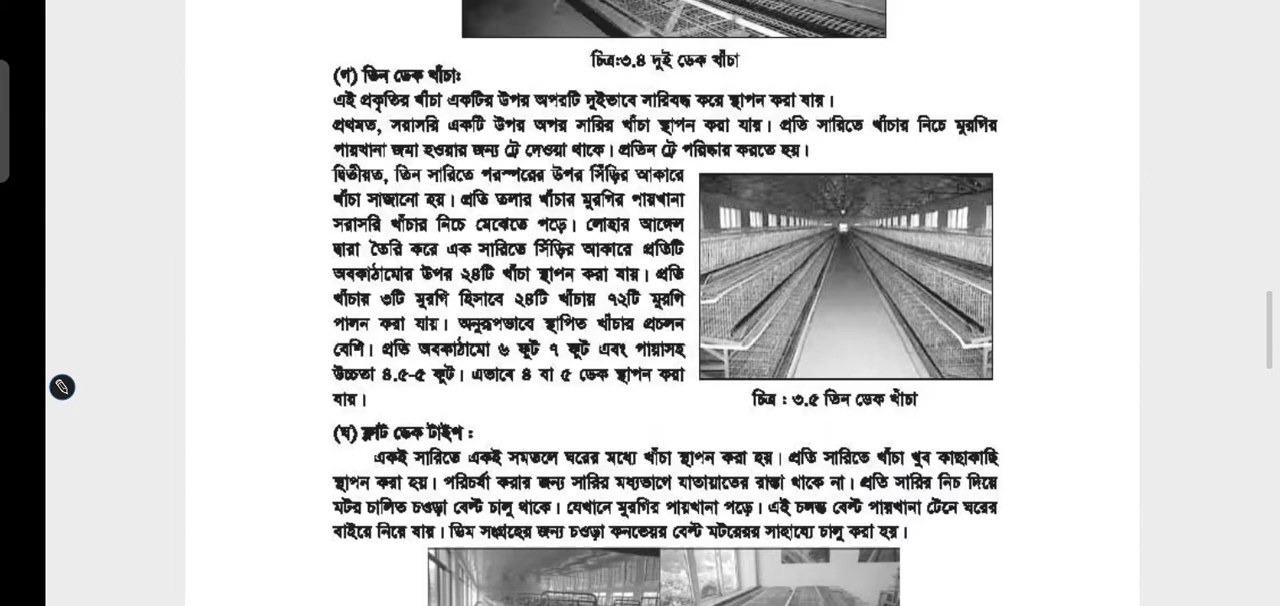 চিত্র:৩.৪ দুই ডেক খাঁচা
(গ) তিন ডেক খাঁচাঃ
এই প্রকৃতির খাঁচা একটির উপর অপরটি দুইভাবে সারিবদ্ধ করে স্থাপন করা যায়।
প্রথমত, সরাসরি একটি উপর অপর সারির খাঁচা স্থাপন করা যায়। প্রতি সারিতে খাঁচার নিচে মুরগির
পায়খানা জমা হওয়ার জন্য ট্রে দেওয়া থাকে। প্রতিন ট্রে পরিষ্কার করতে হয়।
দ্বিতীয়ত, তিন সারিতে পরস্পরের উপর সিঁড়ির আকারে
খাঁচা সাজানো হয়। প্রতি তলার খাঁচার মুরগির পায়খানা
সরাসরি খাঁচার নিচে মেঝেতে পড়ে। লোহার আঙ্গেল
দ্বারা তৈরি করে এক সারিতে সিঁড়ির আকারে প্রতিটি
অবকাঠামোর উপর ২৪টি খাঁচা স্থাপন করা যায়। প্রতি
খাঁচার ৩টি মুরগি হিসাবে ২৪টি খাঁচায় ৭২টি মুরগি
পালন করা যায়। অনুরূপভাবে স্থাপিত খাঁচার প্রচলন
বেশি। প্রতি অবকাঠামো ৬ ফুট ৭ ফুট এবং পায়াসহ
উচ্চতা ৪.৫-৫ ফুট। এভাবে ৪ বা ৫ ডেক স্থাপন করা
যায়।
চিত্র : ৩.৫ তিন ডেক খাঁচা
(ঘ) ফ্লাট ডেক টাইপ :
একই সারিতে একই সমতলে ঘরের মধ্যে খাঁচা স্থাপন করা হয়। প্রতি সারিতে খাঁচা খুব কাছাকাছি
স্থাপন করা হয়। পরিচর্যা করার জন্য সারির মধ্যভাগে যাতায়াতের রাস্তা থাকে না। প্রতি সারির নিচ দিয়ে
মটর চালিত চওড়া বেল্ট চালু থাকে। যেখানে মুরগির পায়খানা পড়ে। এই চলন্ত বেল্ট পায়খানা টেনে ঘরের
বাইরে নিয়ে যায়। ডিম সংগ্রহের জন্য চওড়া কনভেয়র বেল্ট মটরেরর সাহায্যে চালু করা হয়।